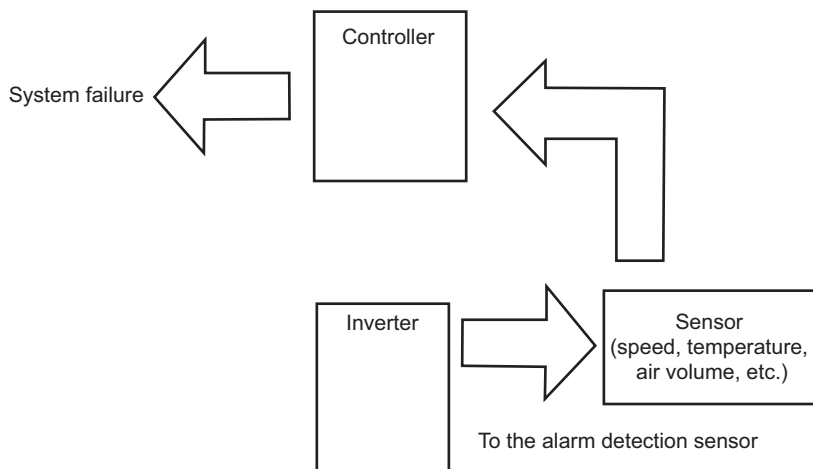 Controller
System failure
Inverter
Sensor
(speed, temperature,
air volume, etc.)
To the alarm detection sensor